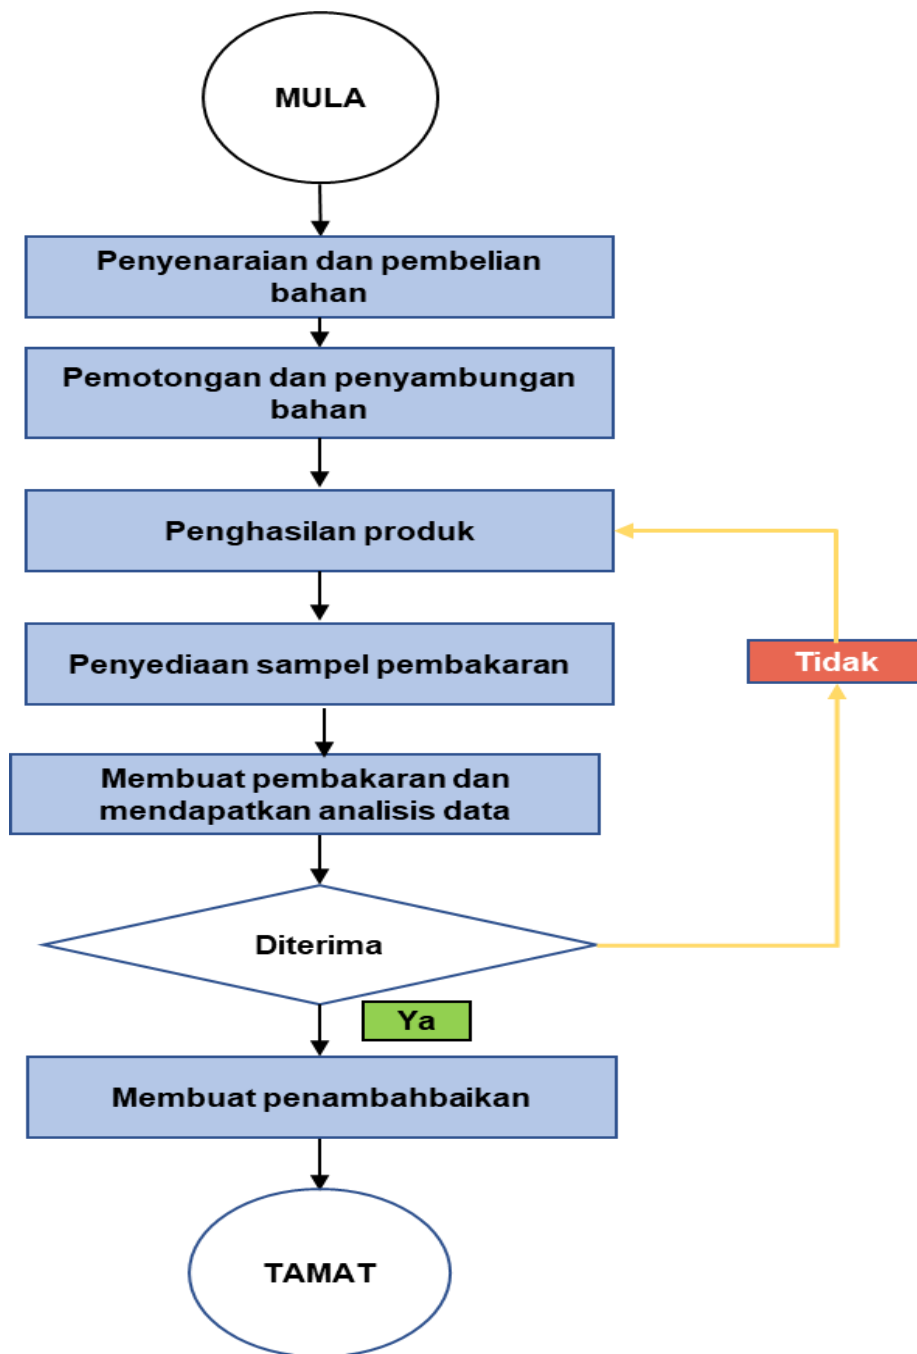 MULA
Penyenaraian dan pembelian
bahan
Pemotongan dan penyambungan
bahan
Penghasilan produk
Penyediaan sampel pembakaran
Tidak
Membuat pembakaran dan
mendapatkan analisis data
Diterima
Ya
Membuat penambahbaikan
TAMAT